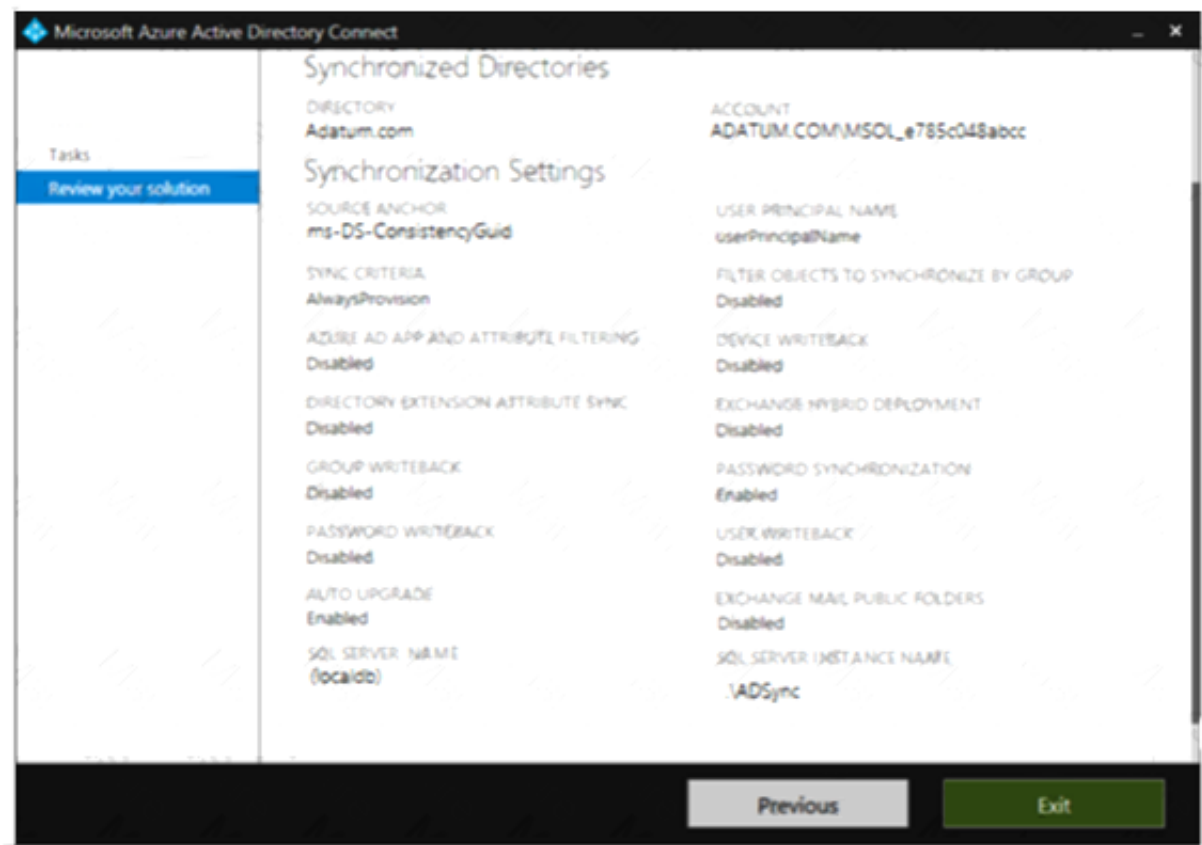 Microsoft Azure Active Directory Connect
Synchronized Directories
DIRECTORY
Adatum.com
ACCOUNT
ADATUM.COM\MSOL_e785c048abcc
Tasks
Review your solution
Synchronization Settings
SOURCE ANCHOR
ms-DS-ConsistencyGuid
USER PRINCIPAL NAME
userPrincipalName
SYNC CRITERIA
AlwaysProvision
FILTER OBJECTS TO SYNCHRONIZE BY GROUP
Disabled
AZURE AD APP AND ATTRIBUTE FILTERING
Disabled
DEVICE WRITEBACK
Disabled
DIRECTORY EXTENSION ATTRIBUTE SYNC
Disabled
EXCHANGE HYBRID DEPLOYMENT
Disabled
GROUP WRITEBACK
Disabled
PASSWORD SYNCHRONIZATION
Enabled
PASSWORD WRITEBACK
Disabled
USER WRITEBACK
Disabled
AUTO UPGRADE
Enabled
EXCHANGE MAIL PUBLIC FOLDERS
Disabled
SQL SERVER NAME
(localdb)
SQL SERVER INSTANCE NAME
.\ADSync
Previous
Exit